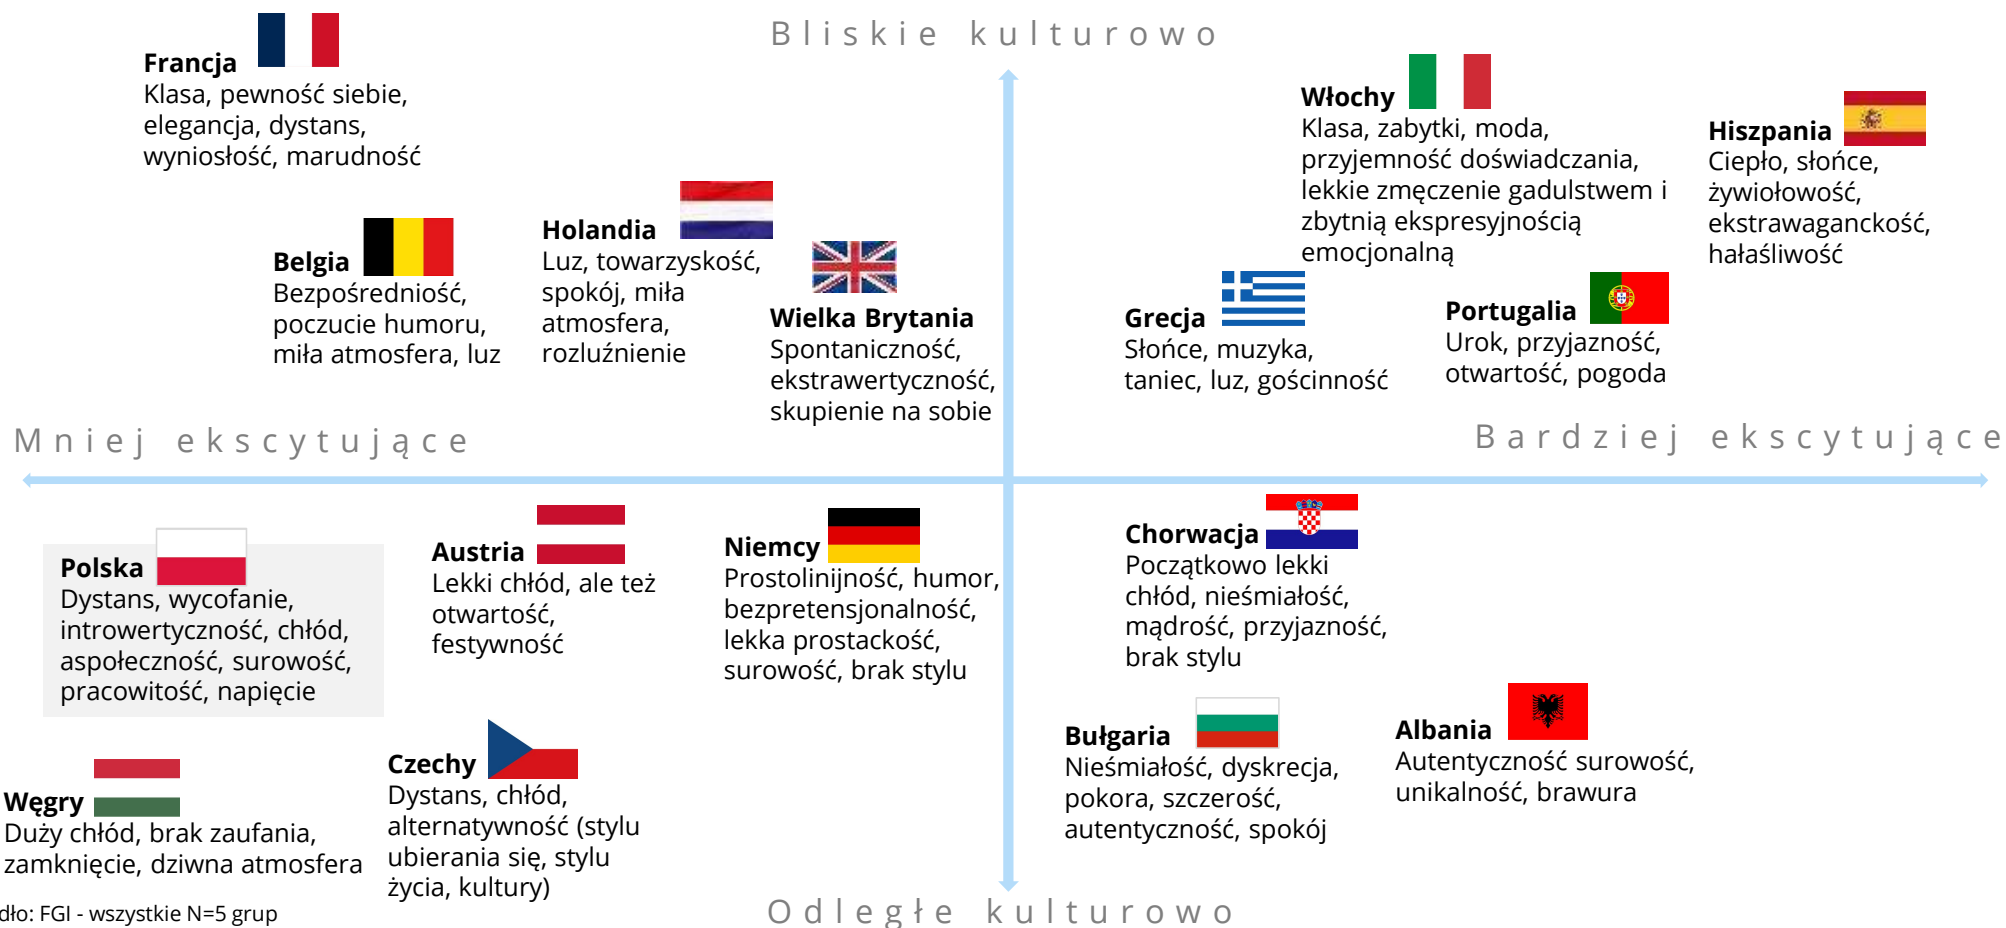 Bliskie kulturowo
Francja
Klasa, pewność siebie,
elegancja, dystans,
wyniosłość, marudność
Włochy
Klasa, zabytki, moda,
przyjemność doświadczania,
lekkie zmęczenie gadulstwem i
zbytnią ekspresyjnością
emocjonalną
Hiszpania
Ciepło, słońce,
żywiołowość,
ekstrawaganckość,
hałaśliwość
Belgia
Bezpośredniość,
poczucie humoru,
miła atmosfera, luz
Holandia
Luz, towarzyskość,
spokój, miła
atmosfera,
rozluźnienie
Wielka Brytania
Spontaniczność,
ekstrawertyczność,
skupienie na sobie
Grecja
Słońce, muzyka,
taniec, luz, gościnność
Portugalia
Urok, przyjazność,
otwartość, pogoda
Mniej ekscytujące
Bardziej ekscytujące
Polska
Dystans, wycofanie,
introwertyczność, chłód,
aspołeczność, surowość,
pracowitość, napięcie
Austria
Lekki chłód, ale też
otwartość,
festywność
Niemcy
Prostolinijność, humor,
bezpretensjonalność,
lekka prostackość,
surowość, brak stylu
Chorwacja
Początkowo lekki
chłód, nieśmiałość,
mądrość, przyjazność,
brak stylu
Węgry
Duży chłód, brak zaufania,
zamknięcie, dziwna atmosfera
Czechy
Dystans, chłód,
alternatywność (stylu
ubierania się, stylu
życia, kultury)
Bułgaria
Nieśmiałość, dyskrecja,
pokora, szczerość,
autentyczność, spokój
Albania
Autentyczność surowość,
unikalność, brawura
dło: FGI - wszystkie N=5 grup
Odległe kulturowo